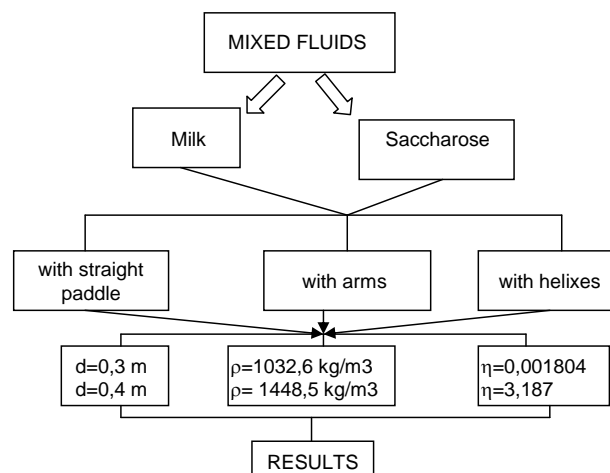 MIXED FLUIDS
Milk
Saccharose
with straight
paddle
with arms
with helixes
d=0,3 m
d=0,4 m
ρ=1032,6 kg/m3
ρ= 1448,5 kg/m3
η=0,001804
η=3,187
RESULTS